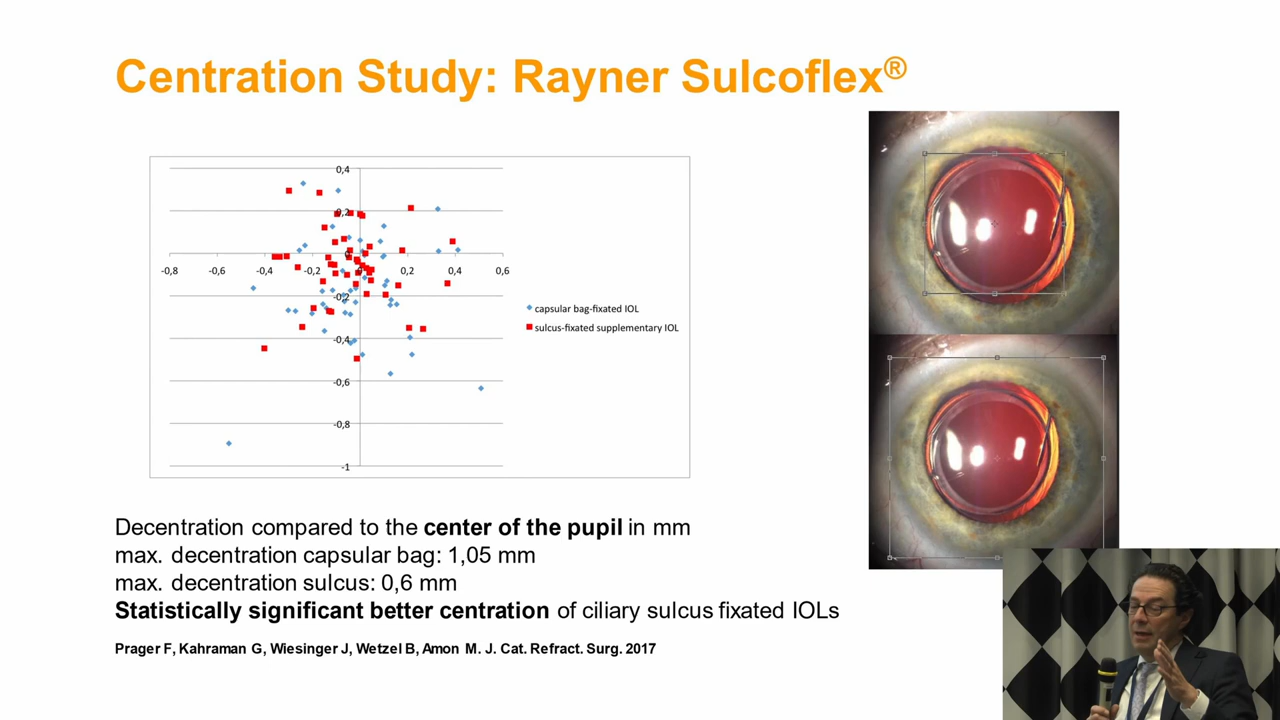 Centration Study: Rayner Sulcoflex®
0,4
0,2
0
-0,8 -0,6 -0,4 -0,2 0 0,2 0,4 0,6
-0,2
-0,4
-0,6
-0,8
-1
capsular bag-fixated IOL
sulcus-fixated supplementary IOL
Decentration compared to the center of the pupil in mm
max. decentration capsular bag: 1,05 mm
max. decentration sulcus: 0,6 mm
Statistically significant better centration of ciliary sulcus fixated IOLs
Prager F, Kahraman G, Wiesinger J, Wetzel B, Amon M. J. Cat. Refract. Surg. 2017